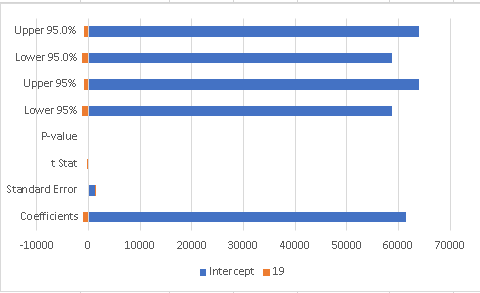 Upper 95.0%
Lower 95.0%
Upper 95%
Lower 95%
P-value
t Stat
Standard Error
Coefficients
-10000 0 10000 20000 30000 40000 50000 60000 70000
Intercept 19